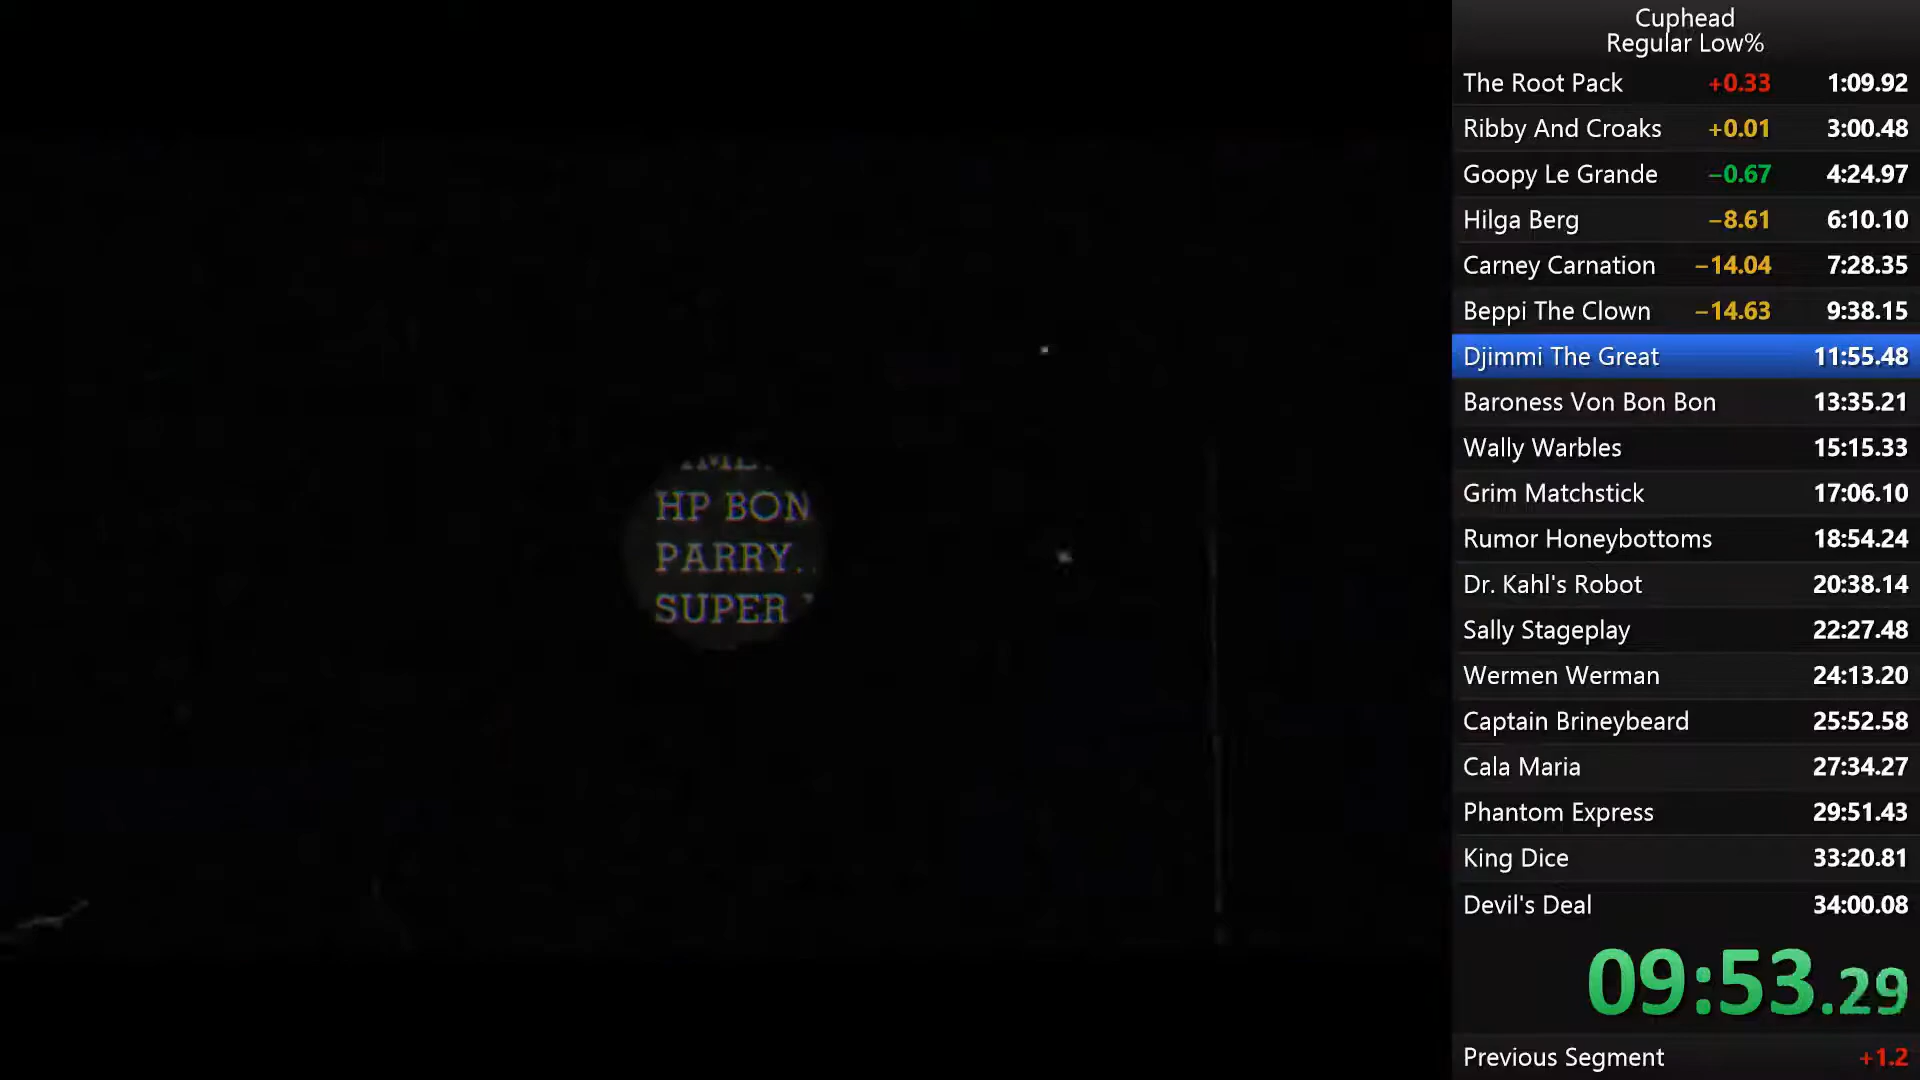 Cuphead
Regular Low%
The Root Pack +0.33 1:09.92
Ribby And Croaks +0.01 3:00.48
Goopy Le Grande −0.67 4:24.97
Hilga Berg −8.61 6:10.10
Carney Carnation −14.04 7:28.35
Beppi The Clown −14.63 9:38.15
Djimmi The Great 11:55.48
Baroness Von Bon Bon 13:35.21
Wally Warbles 15:15.33
Grim Matchstick 17:06.10
Rumor Honeybottoms 18:54.24
Dr. Kahl's Robot 20:38.14
Sally Stageplay 22:27.48
Wermen Werman 24:13.20
Captain Brineybeard 25:52.58
Cala Maria 27:34.27
Phantom Express 29:51.43
King Dice 33:20.81
Devil's Deal 34:00.08
09:53.29
Previous Segment +1.2
HP BON
PARRY.
SUPER